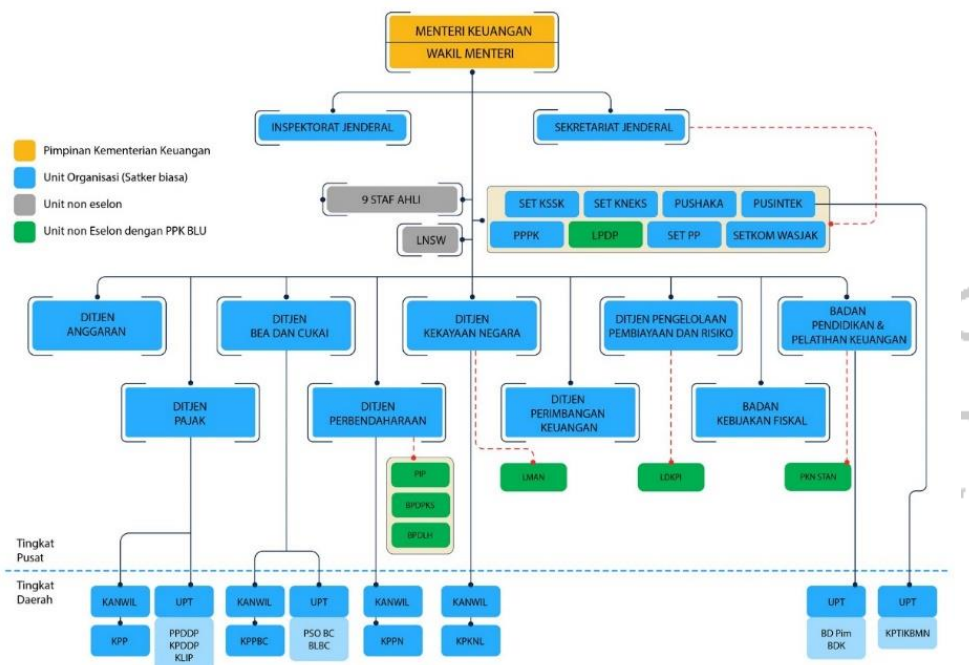 MENTERI KEUANGAN
WAKIL MENTERI
INSPEKTORAT JENDERAL
SEKRETARIAT JENDERAL
Pimpinan Kementerian Keuangan
Unit Organisasi (Satker biasa)
Unit non eselon
Unit non Eselon dengan PPK BLU
9 STAF AHLI
LNSW
SET KSSK
SET KNEKS
PUSHAKA
PUSINTEK
PPPK
LPDP
SET PP
SETKOM WASJAK
DITJEN
ANGGARAN
DITJEN
BEA DAN CUKAI
DITJEN
KEKAYAAN NEGARA
DITJEN PENGELOLAAN
PEMBIAYAAN DAN RISIKO
BADAN
PENDIDIKAN &
PELATIHAN KEUANGAN
DITJEN
PAJAK
DITJEN
PERBENDAHARAAN
DITJEN
PERIMBANGAN
KEUANGAN
BADAN
KEBIJAKAN FISKAL
PIP
BPDPKS
BPDLH
LMAN
LDKPI
PKN STAN
Tingkat
Pusat
Tingkat
Daerah
KANWIL
UPT
KANWIL
UPT
KANWIL
KANWIL
UPT
UPT
KPP
PPDDP
KPDDP
KLIP
KPPBC
PSO BC
BLBC
KPPN
KPKNL
BD Pim
BDK
KPTIKBMN